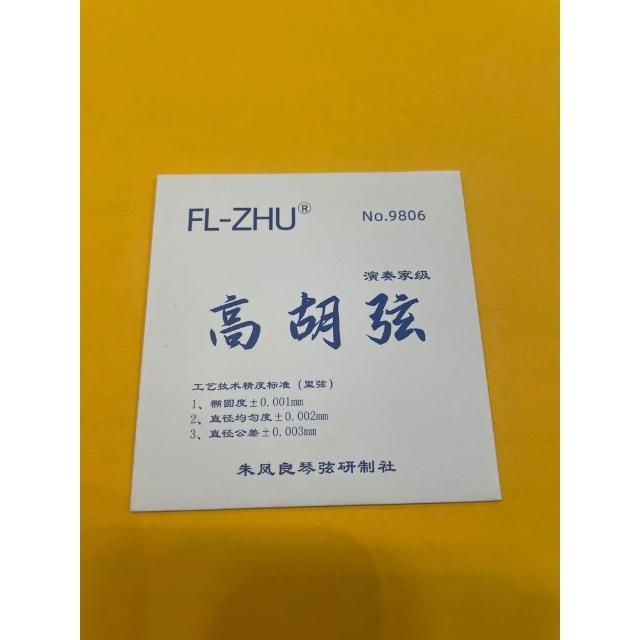 FL-ZHU® No.9806
演奏家级
高胡弦
工艺技术精度标准（里弦）
1、椭圆度±0.001mm
2、直径均匀度±0.002mm
3、直径公差±0.003mm
朱凤良琴弦研制社